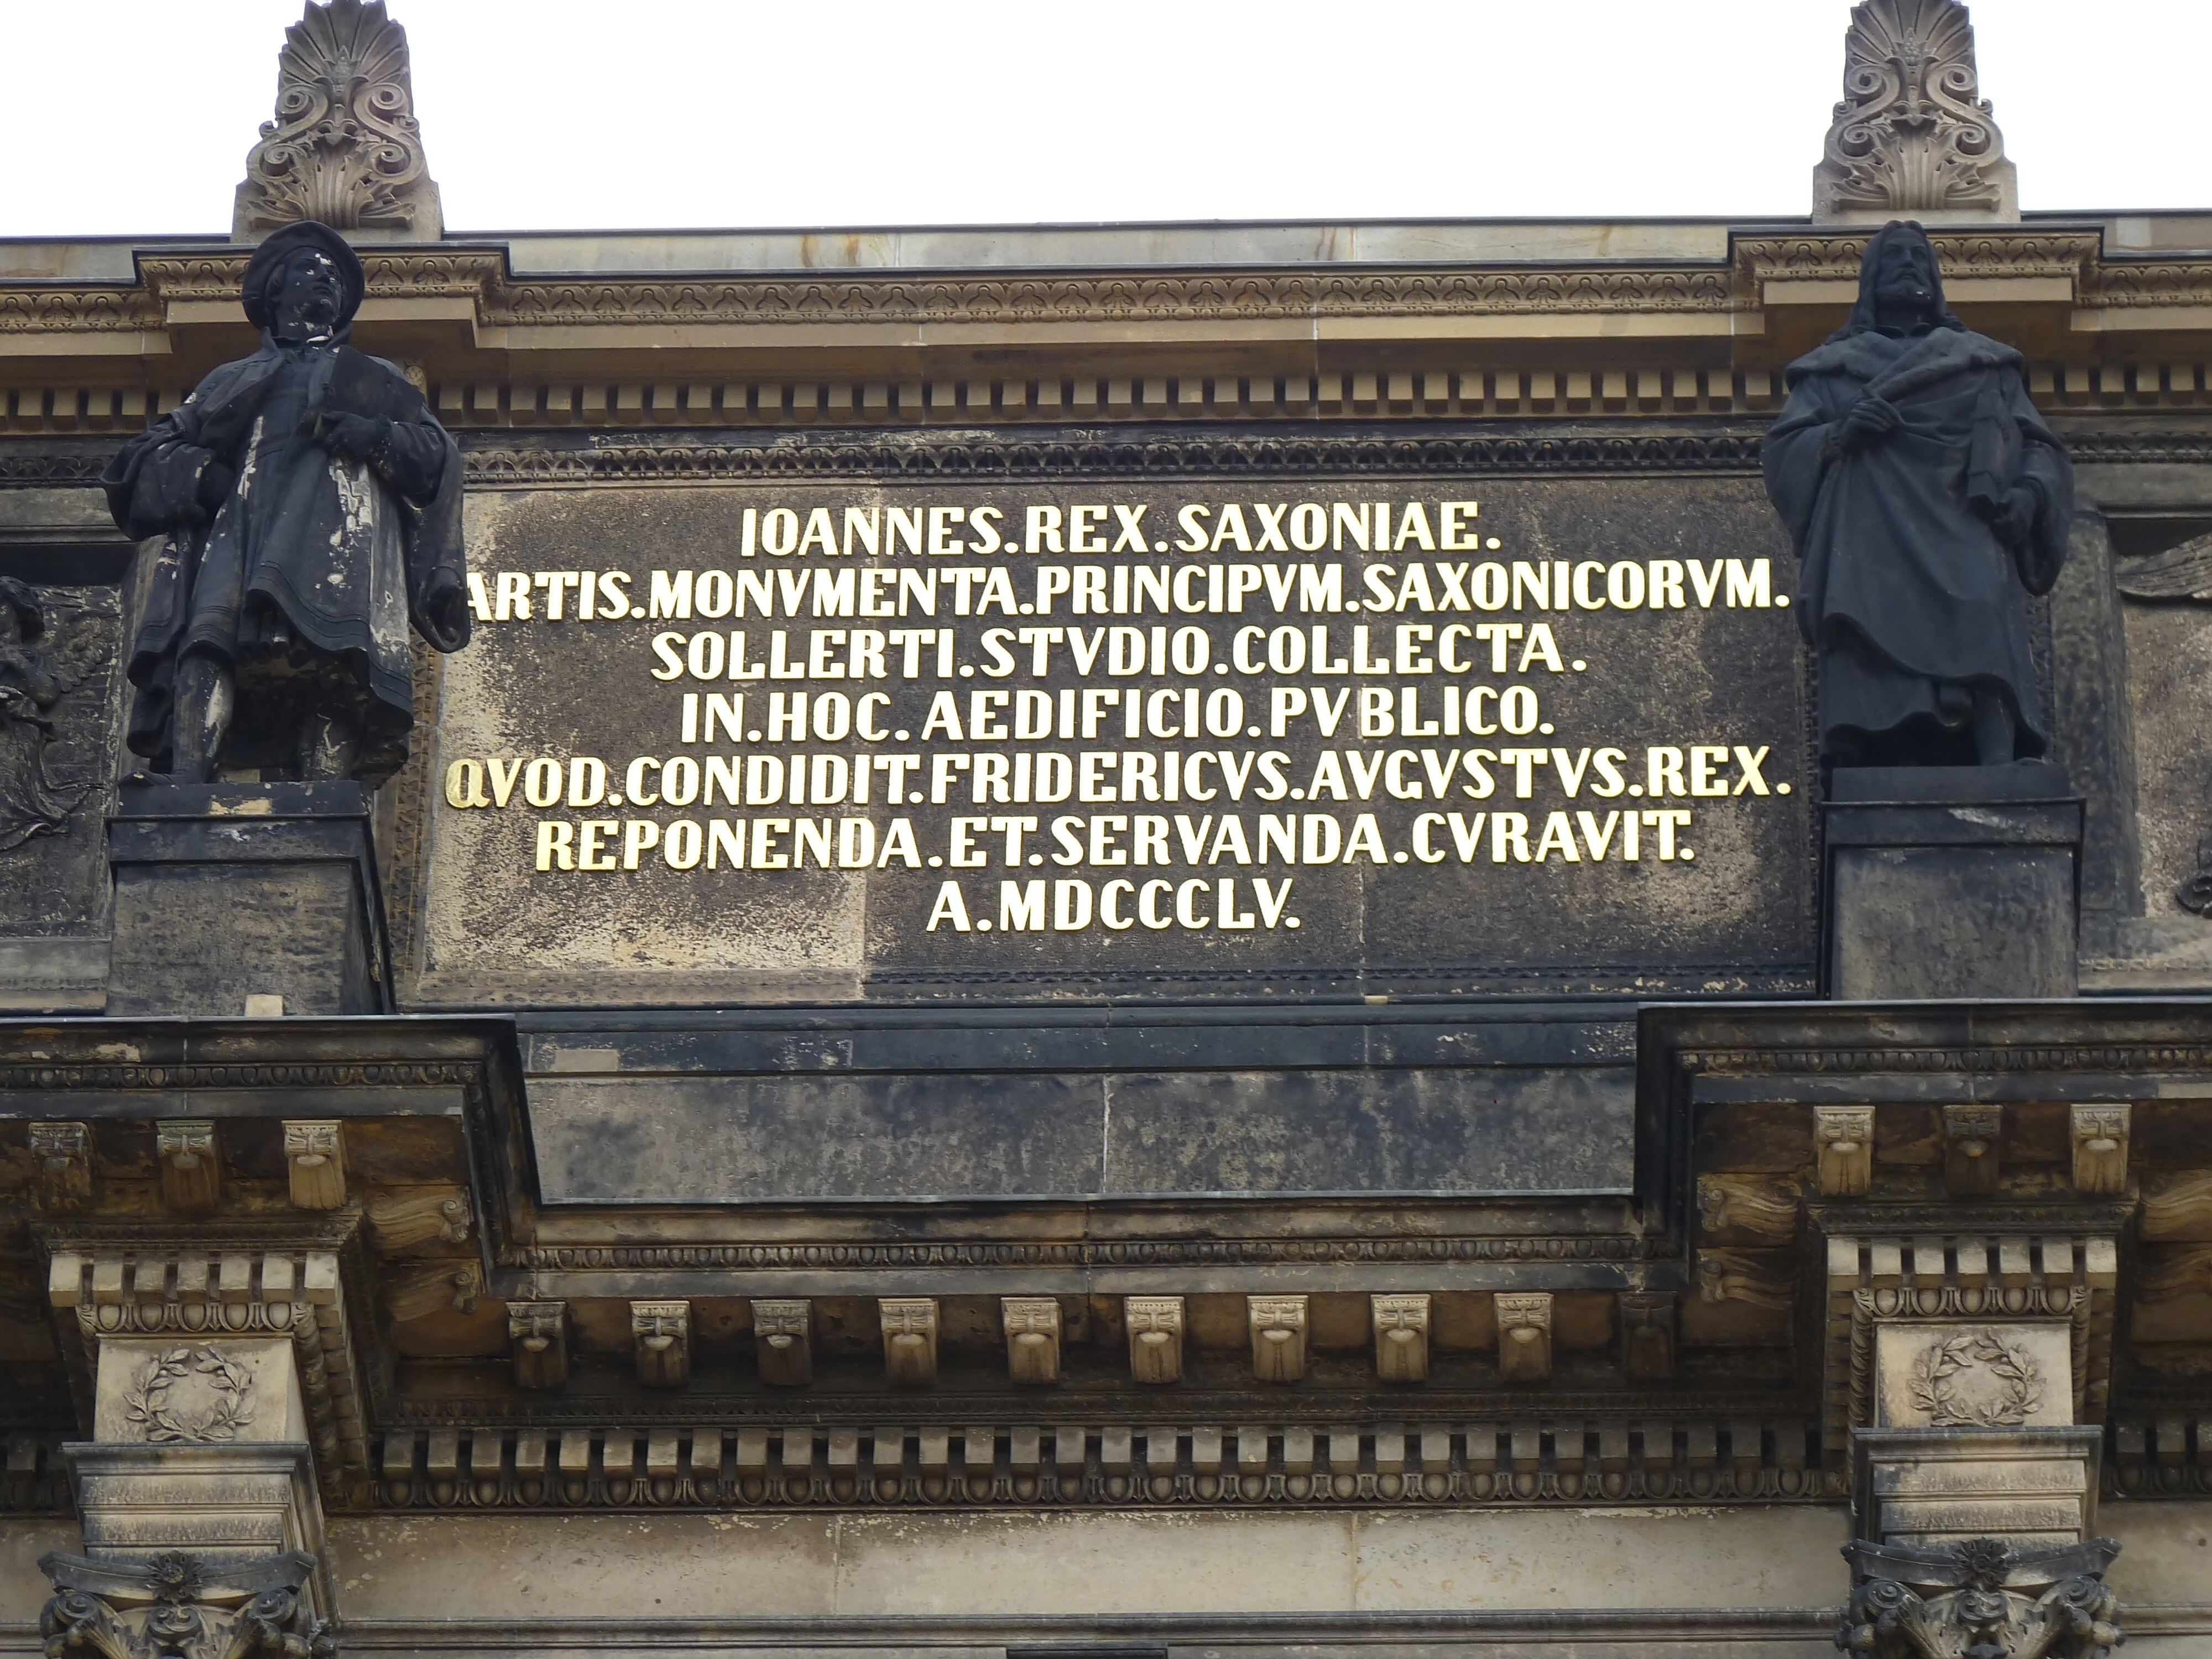 IOANNES.REX.SAXONIAE.
ARTIS.MONVMENTA.PRINCIPVM.SAXONICORVM.
SOLLERTI.STVDIO.COLLECTA.
IN.HOC.AEDIFICIO.PVBLICO.
QVOD.CONDIDIT.FRIDERICVS.AVGVSTVS.REX.
REPONENDA.ET.SERVANDA.CVRAVIT.
A.MDCCCLV.